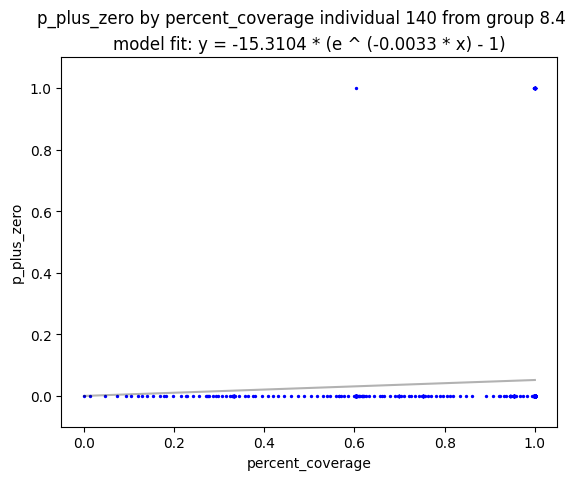 p_plus_zero by percent_coverage individual 140 from group 8.4
model fit: y = -15.3104 * (e ^ (-0.0033 * x) - 1)
1.0
0.8
0.6
0.4
0.2
0.0
p_plus_zero
0.0 0.2 0.4 0.6 0.8 1.0
percent_coverage